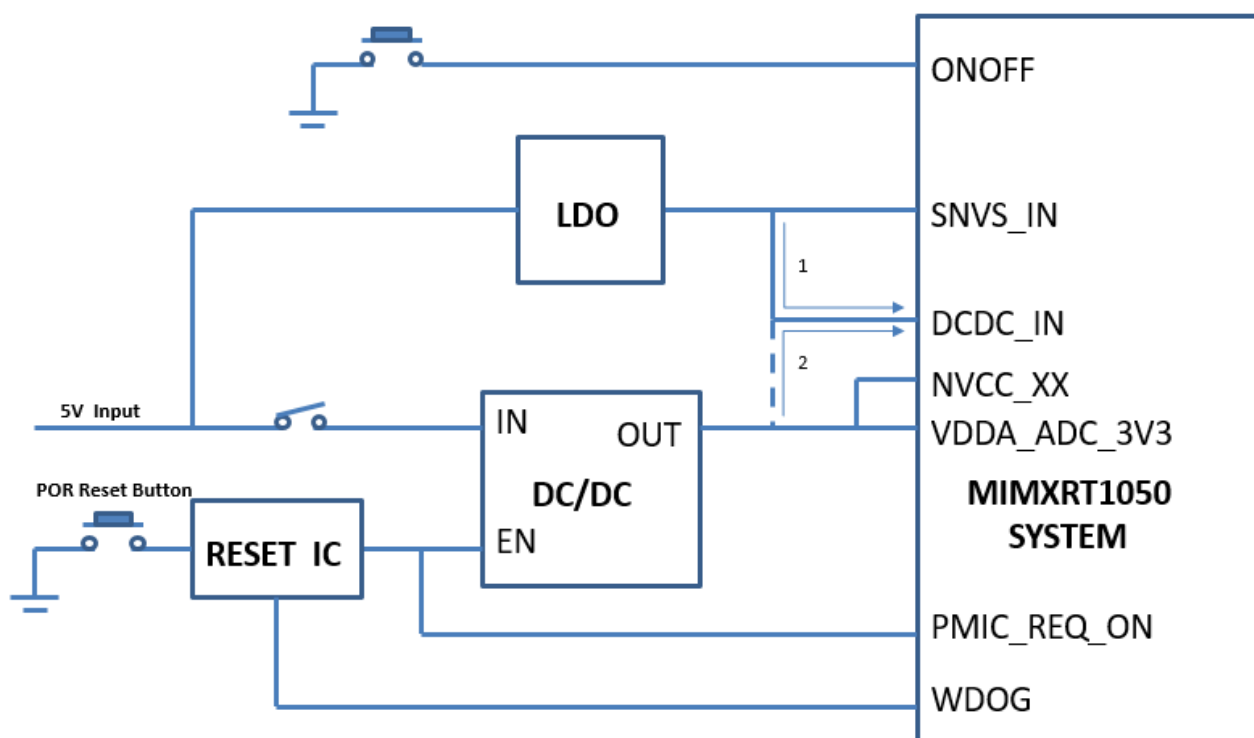 ONOFF
LDO
SNVS_IN
1
DCDC_IN
2
NVCC_XX
5V Input
IN
OUT
VDDA_ADC_3V3
DC/DC
MIMXRT1050
SYSTEM
POR Reset Button
RESET IC
EN
PMIC_REQ_ON
WDOG